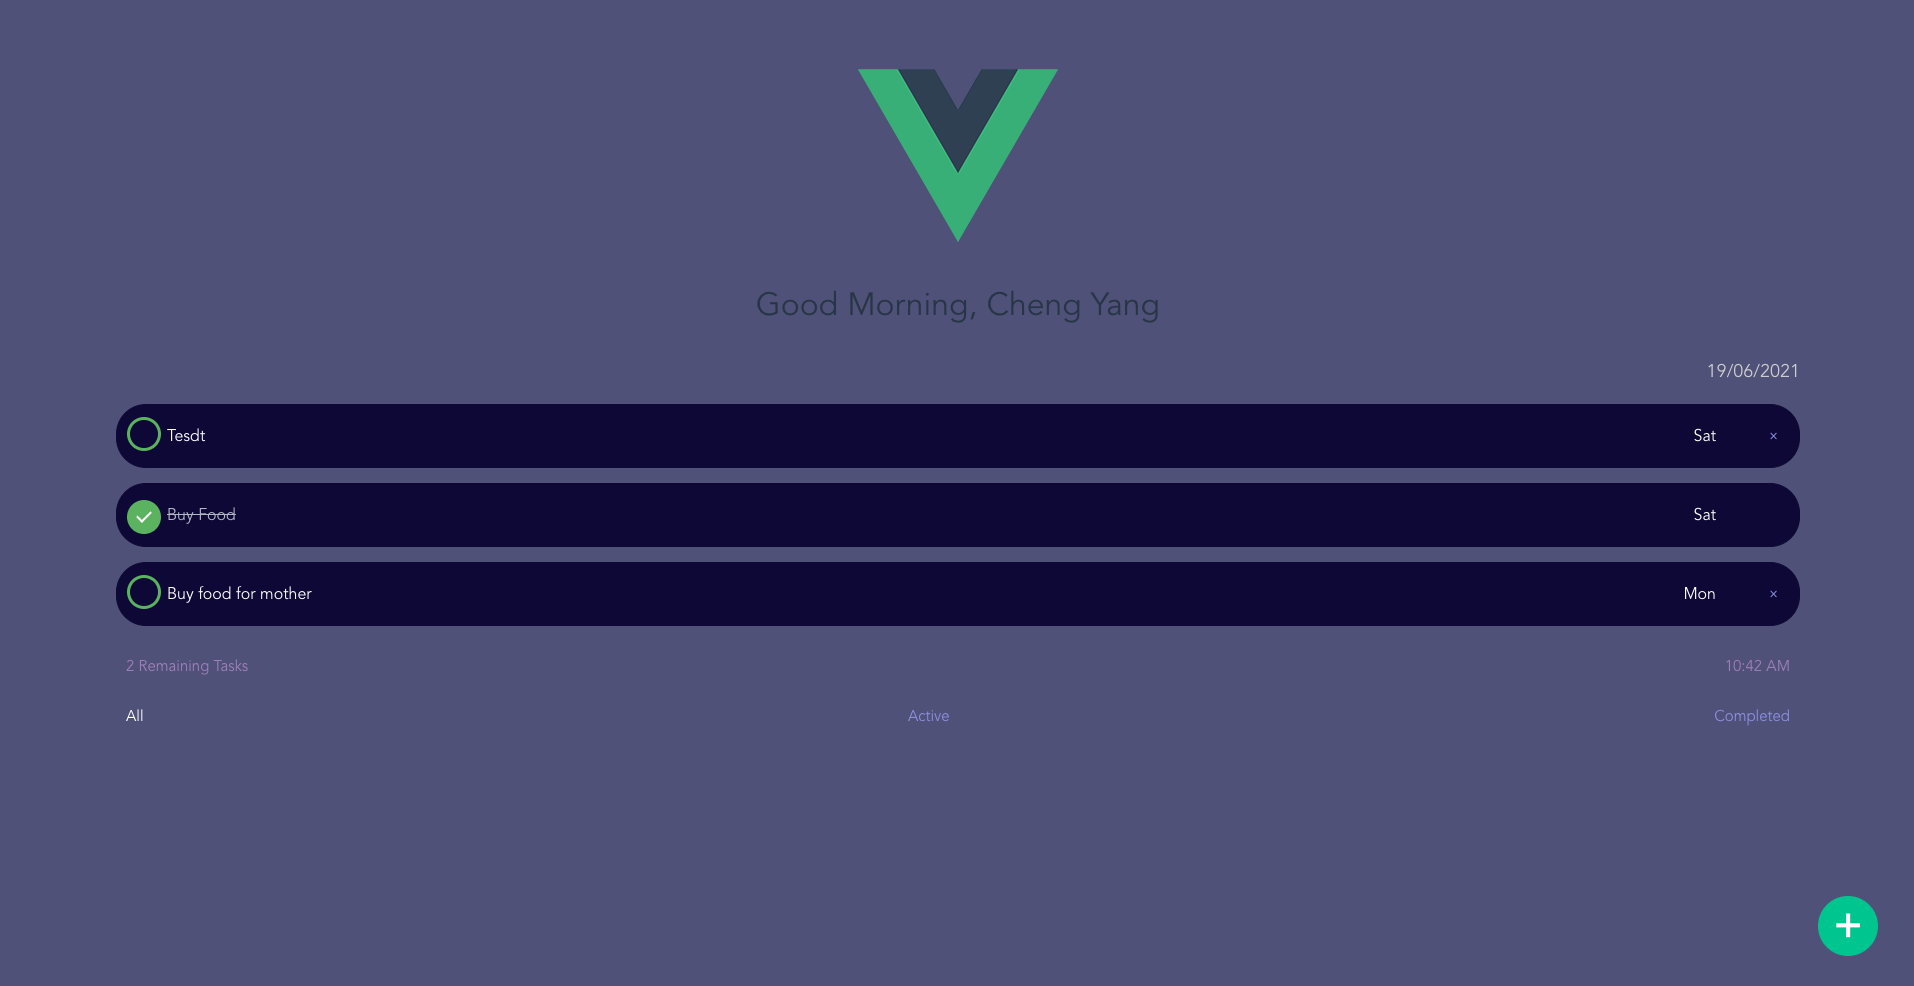 Good Morning, Cheng Yang
19/06/2021
Tesdt Sat ×
Buy Food Sat
Buy food for mother Mon ×
2 Remaining Tasks 10:42 AM
All Active Completed